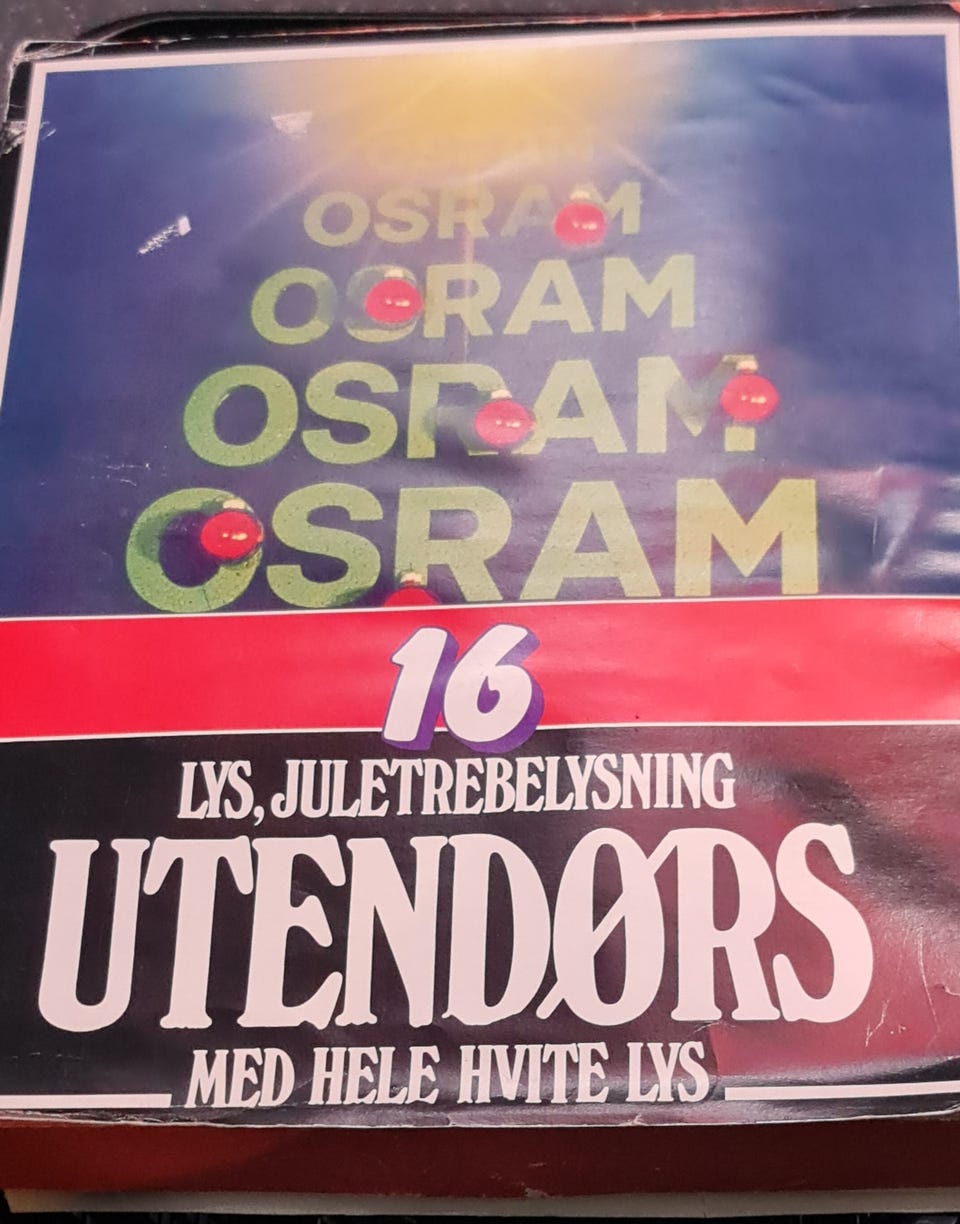 OSRAM
OSRAM
OSRAM
OSRAM
16
LYS, JULETREBELYSNING
UTENDØRS
MED HELE HVITE LYS